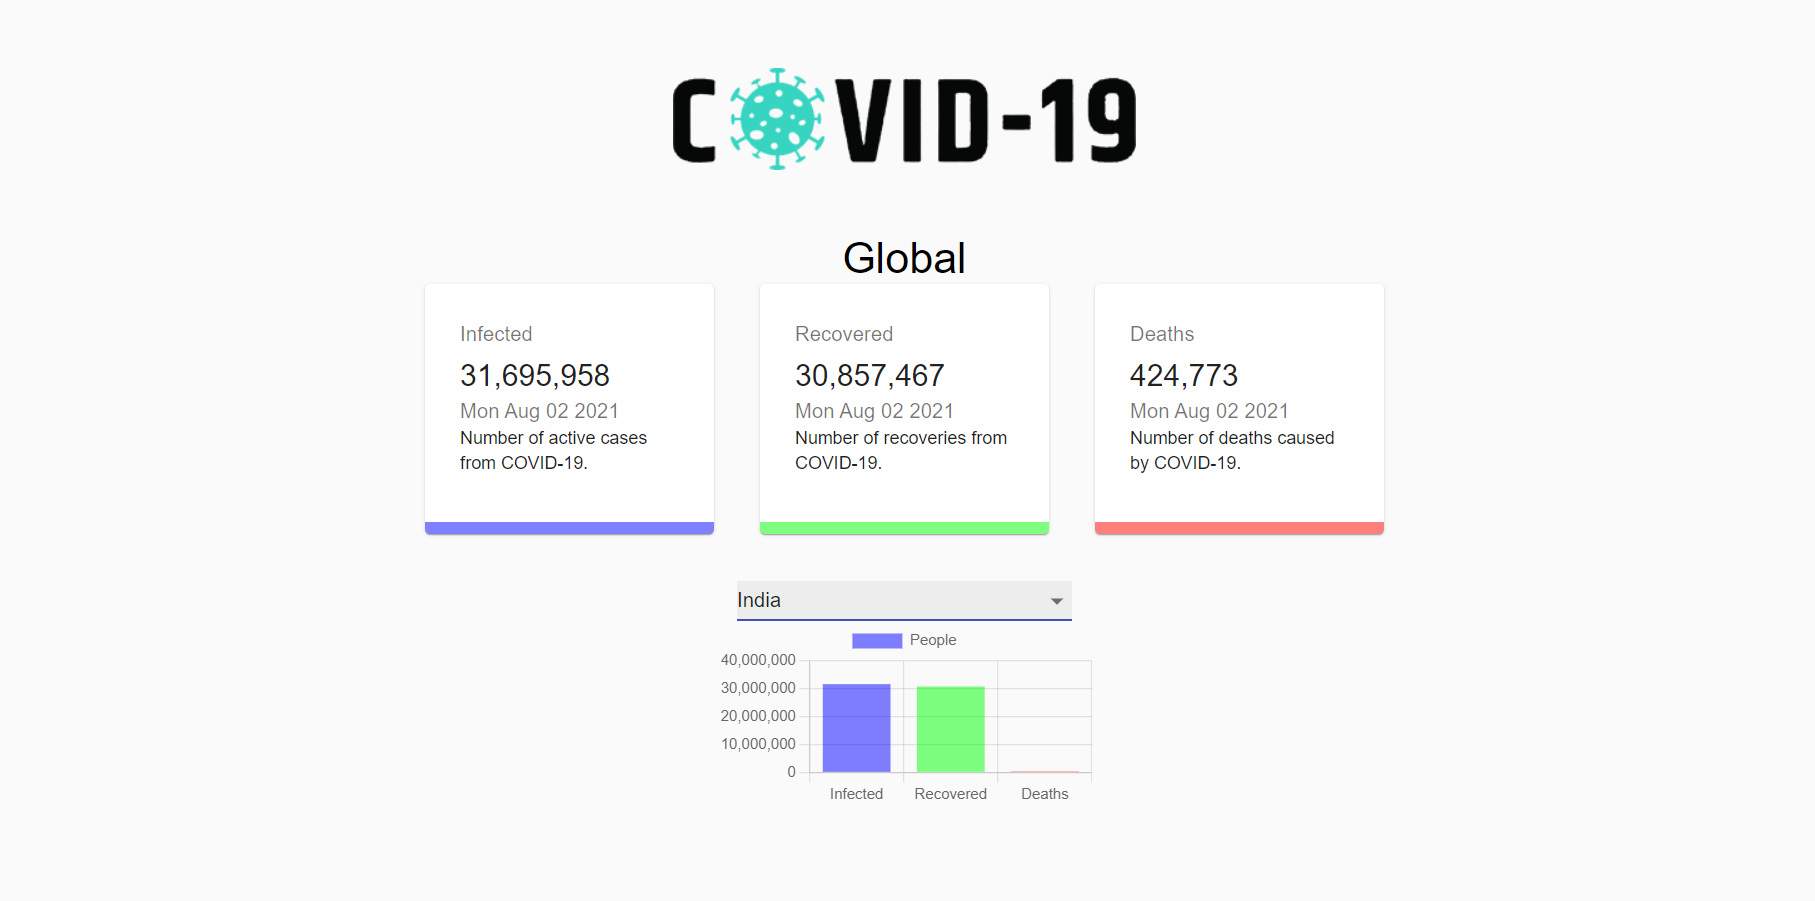 COVID-19
Global
Infected
31,695,958
Mon Aug 02 2021
Number of active cases
from COVID-19.
Recovered
30,857,467
Mon Aug 02 2021
Number of recoveries from
COVID-19.
Deaths
424,773
Mon Aug 02 2021
Number of deaths caused
by COVID-19.
India
People
40,000,000
30,000,000
20,000,000
10,000,000
0
Infected Recovered Deaths